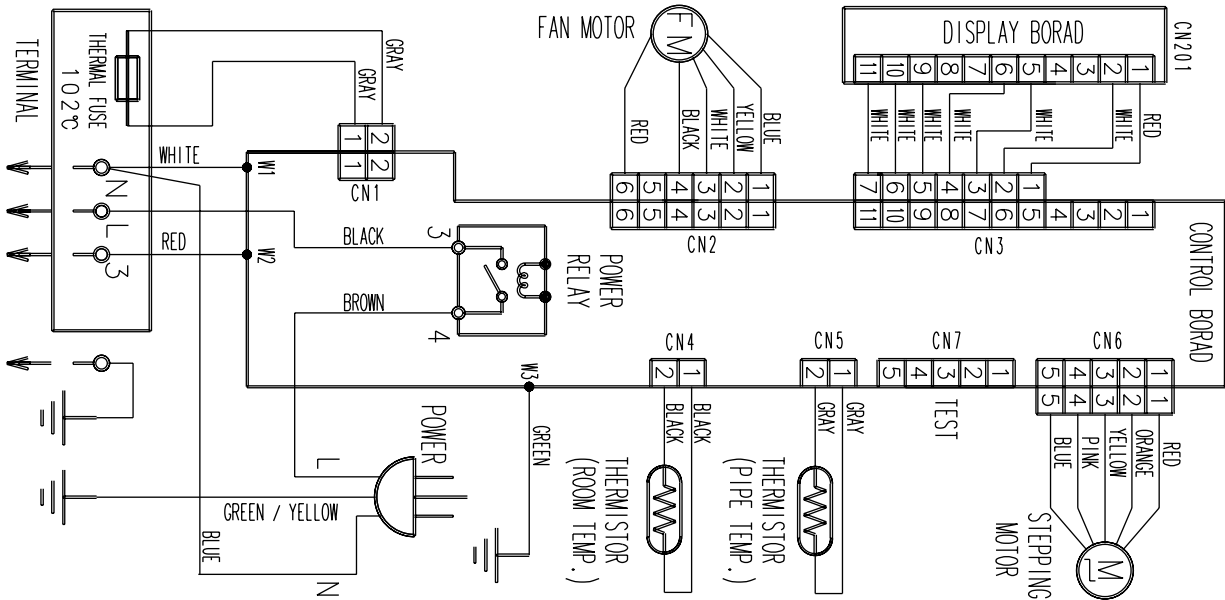 FAN MOTOR
F M
DISPLAY BORAD
CN201
11 10 9 8 7 6 5 4 3 2 1
WHITE
WHITE
WHITE
WHITE
WHITE
WHITE
RED
7 6 5 4 3 2 1
11 10 9 8 7 6 5 4 3 2 1
CN3
RED
BLACK
WHITE
YELLOW
BLUE
6 5 4 3 2 1
6 5 4 3 2 1
CN2
CONTROL BORAD
TERMINAL
THERMAL FUSE
102℃
GRAY
GRAY
1 2
1 2
CN1
WHITE
W1
N
L
3
RED
W2
BLACK
3
BROWN
4
POWER
RELAY
W3
GREEN
POWER
L
GREEN / YELLOW
BLUE
N
CN4
2 1
BLACK
BLACK
THERMISTOR
(ROOM TEMP.)
CN5
2 1
GRAY
GRAY
THERMISTOR
(PIPE TEMP.)
CN7
5 4 3 2 1
TEST
CN6
5 4 3 2 1
5 4 3 2 1
BLUE
PINK
YELLOW
ORANGE
RED
STEPPING
MOTOR
L M